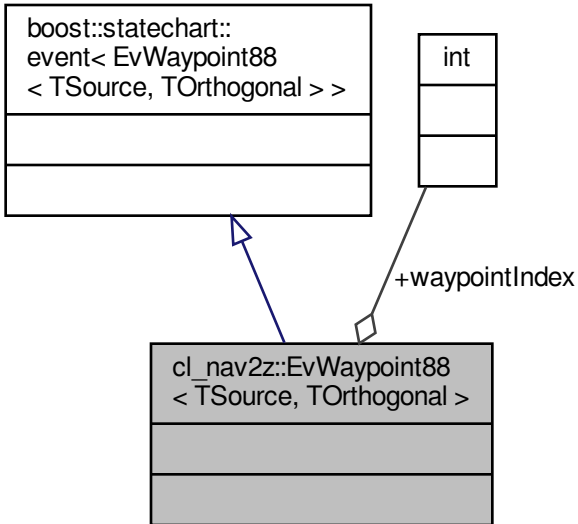 boost::statechart::
event< EvWaypoint88
< TSource, TOrthogonal > >
int
+waypointIndex
cl_nav2z::EvWaypoint88
< TSource, TOrthogonal >